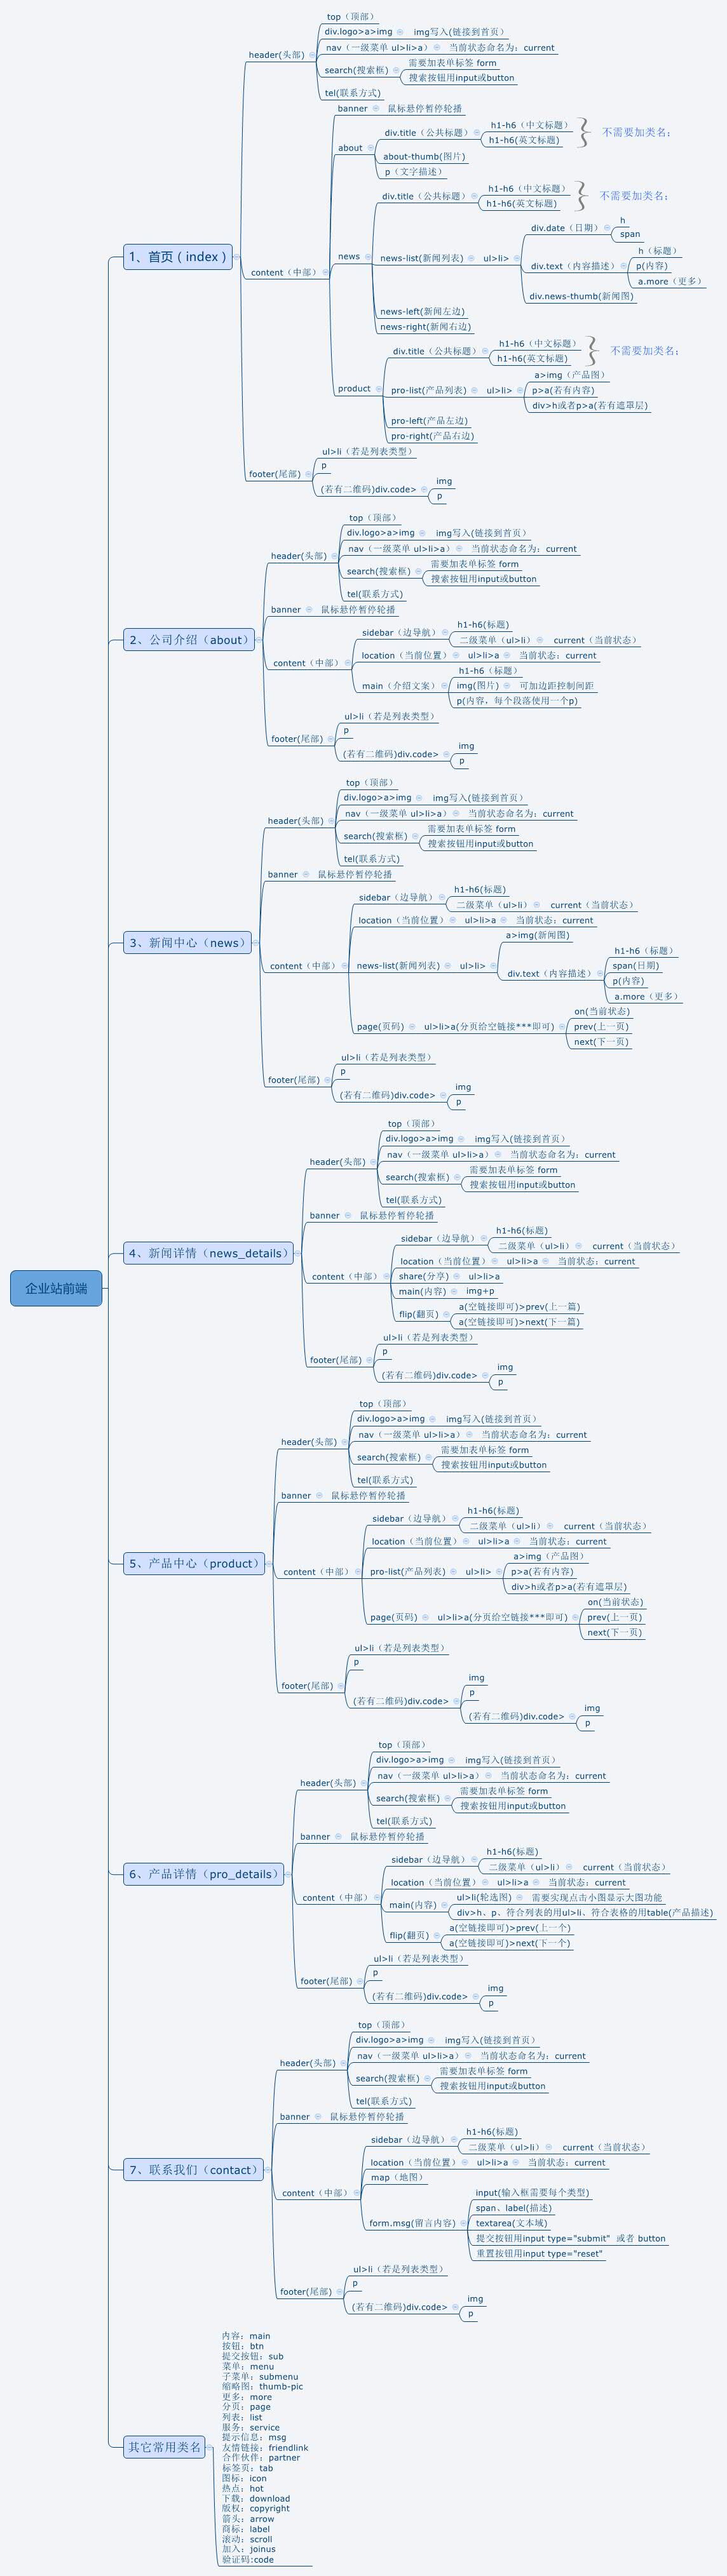 企业站前端
1、首页（index）
header(头部)
top（顶部）
div.logo>a>img
img写入(链接到首页)
nav（一级菜单 ul>li>a）
当前状态命名为：current
search(搜索框)
需要加表单标签 form
搜索按钮用input或button
tel(联系方式)
content（中部）
banner
鼠标悬停暂停轮播
about
div.title（公共标题）
h1-h6（中文标题）
h1-h6(英文标题)
不需要加类名；
about-thumb(图片)
p（文字描述）
news
div.title（公共标题）
h1-h6（中文标题）
h1-h6(英文标题)
不需要加类名；
news-list(新闻列表)
ul>li>
div.date（日期）
h
span
div.text（内容描述）
h（标题）
p(内容)
a.more（更多）
div.news-thumb(新闻图)
news-left(新闻左边)
news-right(新闻右边)
product
div.title（公共标题）
h1-h6（中文标题）
h1-h6(英文标题)
不需要加类名；
pro-list(产品列表)
ul>li>
a>img（产品图）
p>a(若有内容)
div>h或者p>a(若有遮罩层)
pro-left(产品左边)
pro-right(产品右边)
footer(尾部)
ul>li（若是列表类型）
p
(若有二维码)div.code>
img
p
2、公司介绍（about）
header(头部)
top（顶部）
div.logo>a>img
img写入(链接到首页)
nav（一级菜单 ul>li>a）
当前状态命名为：current
search(搜索框)
需要加表单标签 form
搜索按钮用input或button
tel(联系方式)
banner
鼠标悬停暂停轮播
content（中部）
sidebar（边导航）
h1-h6(标题)
二级菜单（ul>li）
current（当前状态）
location（当前位置）
ul>li>a
当前状态：current
main（介绍文案）
h1-h6（标题）
img(图片)
可加边距控制间距
p(内容，每个段落使用一个p)
footer(尾部)
ul>li（若是列表类型）
p
(若有二维码)div.code>
img
p
3、新闻中心（news）
header(头部)
top（顶部）
div.logo>a>img
img写入(链接到首页)
nav（一级菜单 ul>li>a）
当前状态命名为：current
search(搜索框)
需要加表单标签 form
搜索按钮用input或button
tel(联系方式)
banner
鼠标悬停暂停轮播
content（中部）
sidebar（边导航）
h1-h6(标题)
二级菜单（ul>li）
current（当前状态）
location（当前位置）
ul>li>a
当前状态：current
news-list(新闻列表)
ul>li>
a>img(新闻图)
div.text（内容描述）
h1-h6（标题）
span(日期)
p(内容)
a.more（更多）
page(页码)
ul>li>a(分页给空链接***即可)
on(当前状态)
prev(上一页)
next(下一页)
footer(尾部)
ul>li（若是列表类型）
p
(若有二维码)div.code>
img
p
4、新闻详情（news_details）
header(头部)
top（顶部）
div.logo>a>img
img写入(链接到首页)
nav（一级菜单 ul>li>a）
当前状态命名为：current
search(搜索框)
需要加表单标签 form
搜索按钮用input或button
tel(联系方式)
banner
鼠标悬停暂停轮播
content（中部）
sidebar（边导航）
h1-h6(标题)
二级菜单（ul>li）
current（当前状态）
location（当前位置）
ul>li>a
当前状态：current
share(分享)
ul>li>a
main(内容)
img+p
flip(翻页)
a(空链接即可)>prev(上一篇)
a(空链接即可)>next(下一篇)
footer(尾部)
ul>li（若是列表类型）
p
(若有二维码)div.code>
img
p
5、产品中心（product）
header(头部)
top（顶部）
div.logo>a>img
img写入(链接到首页)
nav（一级菜单 ul>li>a）
当前状态命名为：current
search(搜索框)
需要加表单标签 form
搜索按钮用input或button
tel(联系方式)
banner
鼠标悬停暂停轮播
content（中部）
sidebar（边导航）
h1-h6(标题)
二级菜单（ul>li）
current（当前状态）
location（当前位置）
ul>li>a
当前状态：current
pro-list(产品列表)
ul>li>
a>img（产品图）
p>a(若有内容)
div>h或者p>a(若有遮罩层)
page(页码)
ul>li>a(分页给空链接***即可)
on(当前状态)
prev(上一页)
next(下一页)
footer(尾部)
ul>li（若是列表类型）
p
(若有二维码)div.code>
img
p
(若有二维码)div.code>
img
p
6、产品详情（pro_details）
header(头部)
top（顶部）
div.logo>a>img
img写入(链接到首页)
nav（一级菜单 ul>li>a）
当前状态命名为：current
search(搜索框)
需要加表单标签 form
搜索按钮用input或button
tel(联系方式)
banner
鼠标悬停暂停轮播
content（中部）
sidebar（边导航）
h1-h6(标题)
二级菜单（ul>li）
current（当前状态）
location（当前位置）
ul>li>a
当前状态：current
main(内容)
ul>li(轮选图)
需要实现点击小图显示大图功能
div>h、p、符合列表的用ul>li、符合表格的用table(产品描述)
flip(翻页)
a(空链接即可)>prev(上一个)
a(空链接即可)>next(下一个)
footer(尾部)
ul>li（若是列表类型）
p
(若有二维码)div.code>
img
p
7、联系我们（contact）
header(头部)
top（顶部）
div.logo>a>img
img写入(链接到首页)
nav（一级菜单 ul>li>a）
当前状态命名为：current
search(搜索框)
需要加表单标签 form
搜索按钮用input或button
tel(联系方式)
banner
鼠标悬停暂停轮播
content（中部）
sidebar（边导航）
h1-h6(标题)
二级菜单（ul>li）
current（当前状态）
location（当前位置）
ul>li>a
当前状态：current
map（地图）
form.msg(留言内容)
input(输入框需要每个类型)
span、label(描述)
textarea(文本域)
提交按钮用input type="submit" 或者 button
重置按钮用input type="reset"
footer(尾部)
ul>li（若是列表类型）
p
(若有二维码)div.code>
img
p
其它常用类名
内容：main
按钮：btn
提交按钮：sub
菜单：menu
子菜单：submenu
缩略图：thumb-pic
更多：more
分页：page
列表：list
服务：service
提示信息：msg
友情链接：friendlink
合作伙伴：partner
标签页：tab
图标：icon
热点：hot
下载：download
版权：copyright
箭头：arrow
商标：label
滚动：scroll
加入：joinus
验证码:code